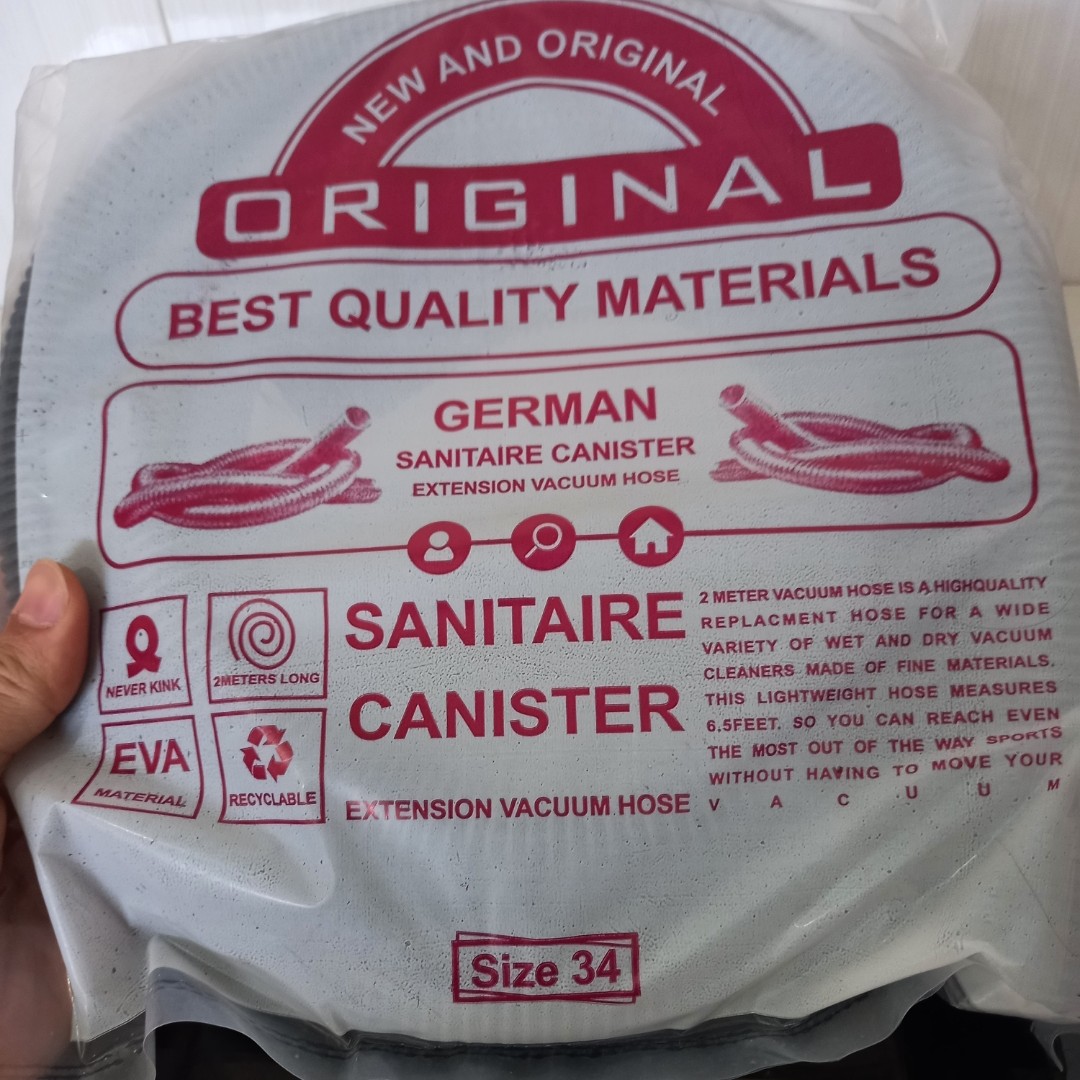 NEW AND ORIGINAL
ORIGINAL
BEST QUALITY MATERIALS
GERMAN
SANITAIRE CANISTER
EXTENSION VACUUM HOSE
NEVER KINK
2METERS LONG
EVA
MATERIAL
RECYCLABLE
SANITAIRE
CANISTER
EXTENSION VACUUM HOSE
2 METER VACUUM HOSE IS A HIGHQUALITY
REPLACMENT HOSE FOR A WIDE
VARIETY OF WET AND DRY VACUUM
CLEANERS MADE OF FINE MATERIALS.
THIS LIGHTWEIGHT HOSE MEASURES
6.5FEET. SO YOU CAN REACH EVEN
THE MOST OUT OF THE WAY SPORTS
WITHOUT HAVING TO MOVE YOUR
V A C U U M
Size 34